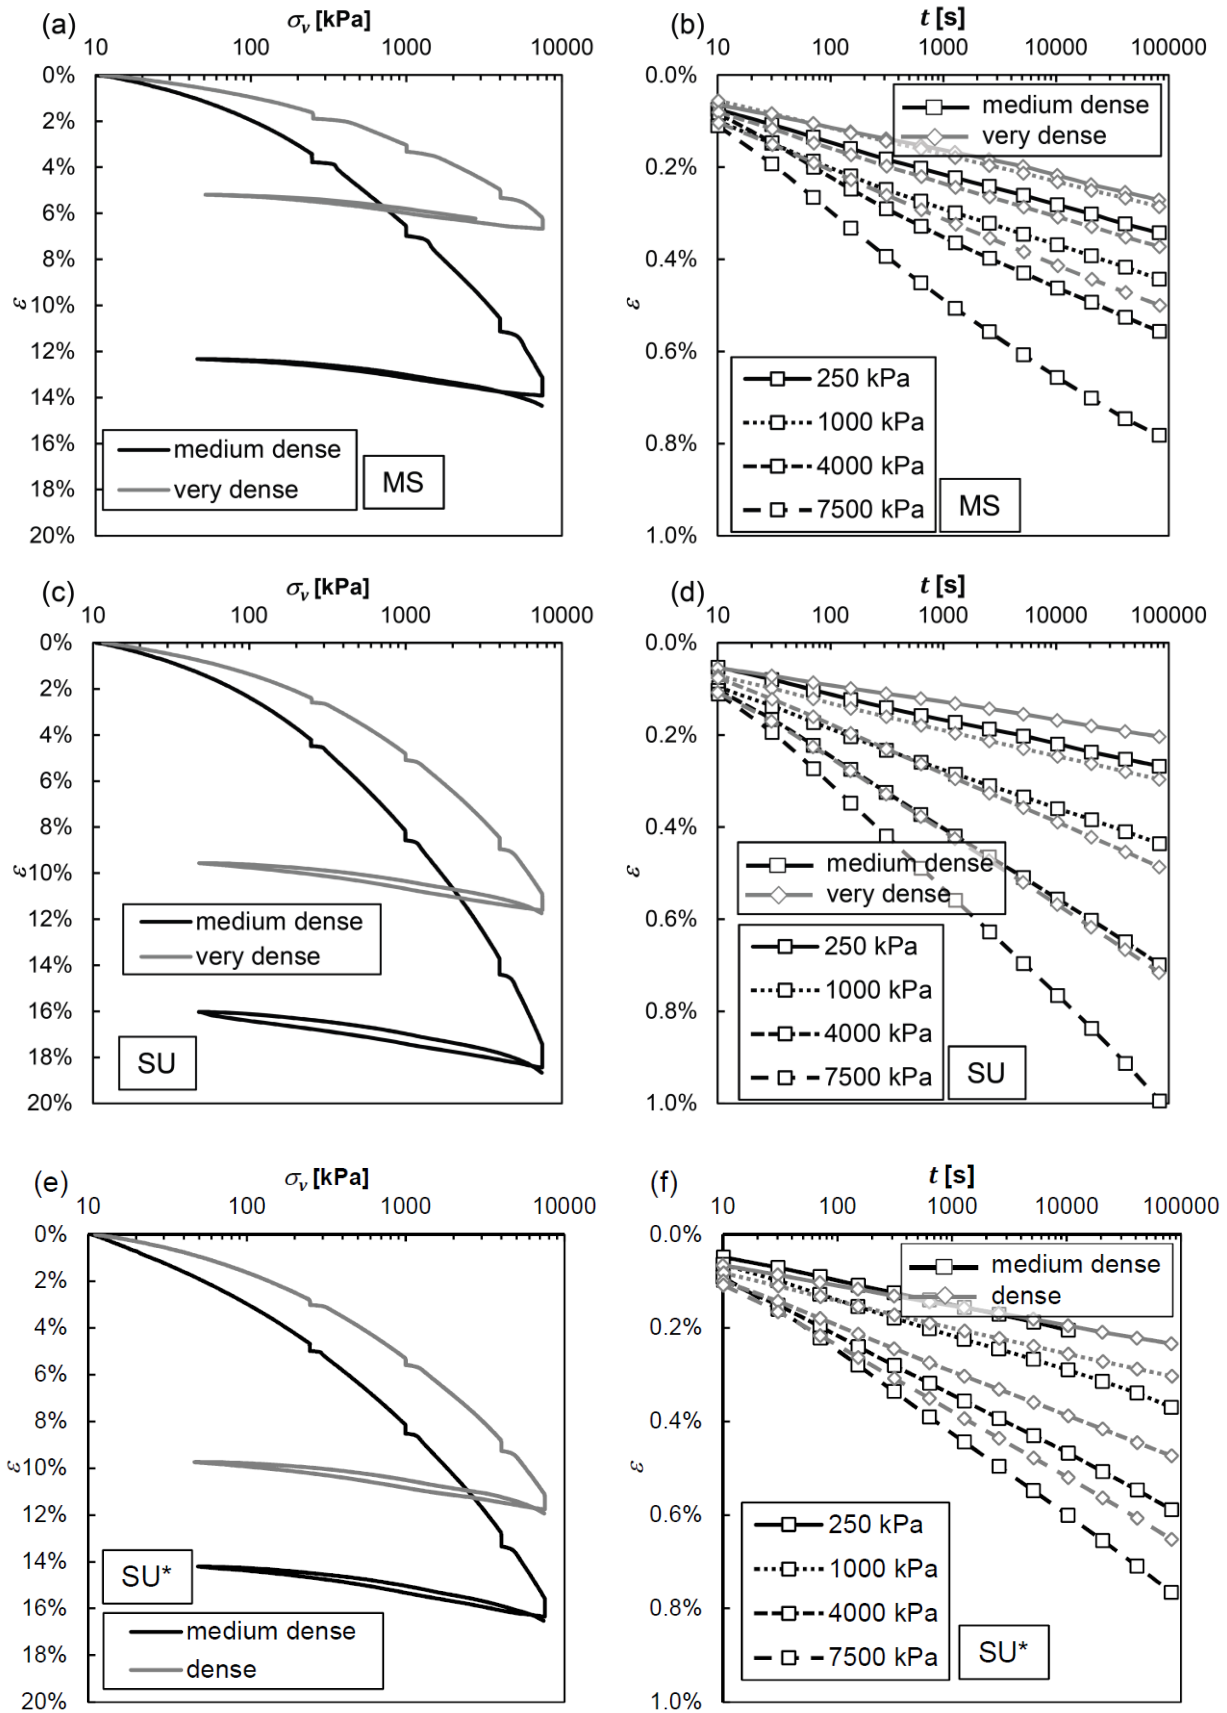 (a)
σv [kPa]
10 100 1000 10000
0%
2%
4%
6%
8%
10%
12%
14%
16%
18%
20%
ε
medium dense
very dense
MS
(b)
t [s]
10 100 1000 10000 100000
0.0%
0.2%
0.4%
0.6%
0.8%
1.0%
ε
medium dense
very dense
250 kPa
1000 kPa
4000 kPa
7500 kPa
MS
(c)
σv [kPa]
10 100 1000 10000
0%
2%
4%
6%
8%
10%
12%
14%
16%
18%
20%
ε
medium dense
very dense
SU
(d)
t [s]
10 100 1000 10000 100000
0.0%
0.2%
0.4%
0.6%
0.8%
1.0%
ε
medium dense
very dense
250 kPa
1000 kPa
4000 kPa
7500 kPa
SU
(e)
σv [kPa]
10 100 1000 10000
0%
2%
4%
6%
8%
10%
12%
14%
16%
18%
20%
ε
SU*
medium dense
dense
(f)
t [s]
10 100 1000 10000 100000
0.0%
0.2%
0.4%
0.6%
0.8%
1.0%
ε
medium dense
dense
250 kPa
1000 kPa
4000 kPa
7500 kPa
SU*